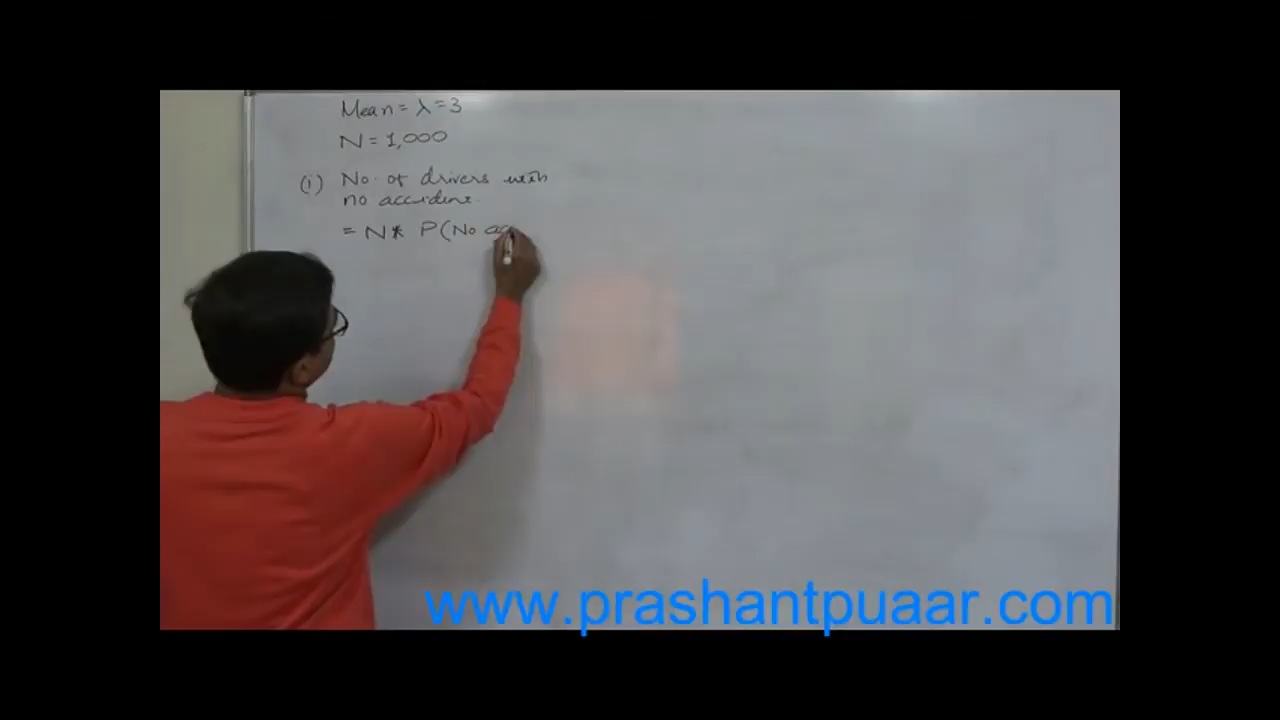 Mean = λ = 3
N = 1,000
(i) No. of drivers with
no accident.
= N * P(No ac
www.prashantpuaar.com